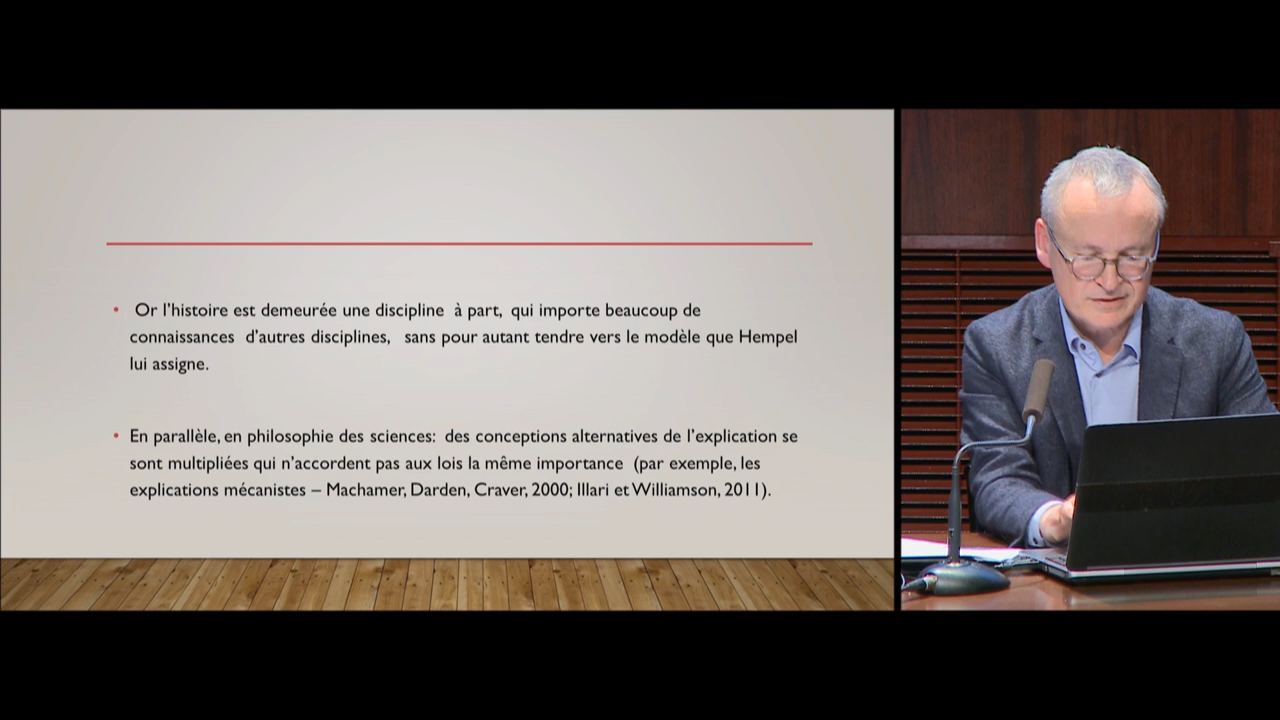 Or l'histoire est demeurée une discipline à part, qui importe beaucoup de
connaissances d'autres disciplines, sans pour autant tendre vers le modèle que Hempel
lui assigne.
En parallèle, en philosophie des sciences: des conceptions alternatives de l'explication se
sont multipliées qui n'accordent pas aux lois la même importance (par exemple, les
explications mécanistes – Machamer, Darden, Craver, 2000; Illari et Williamson, 2011).